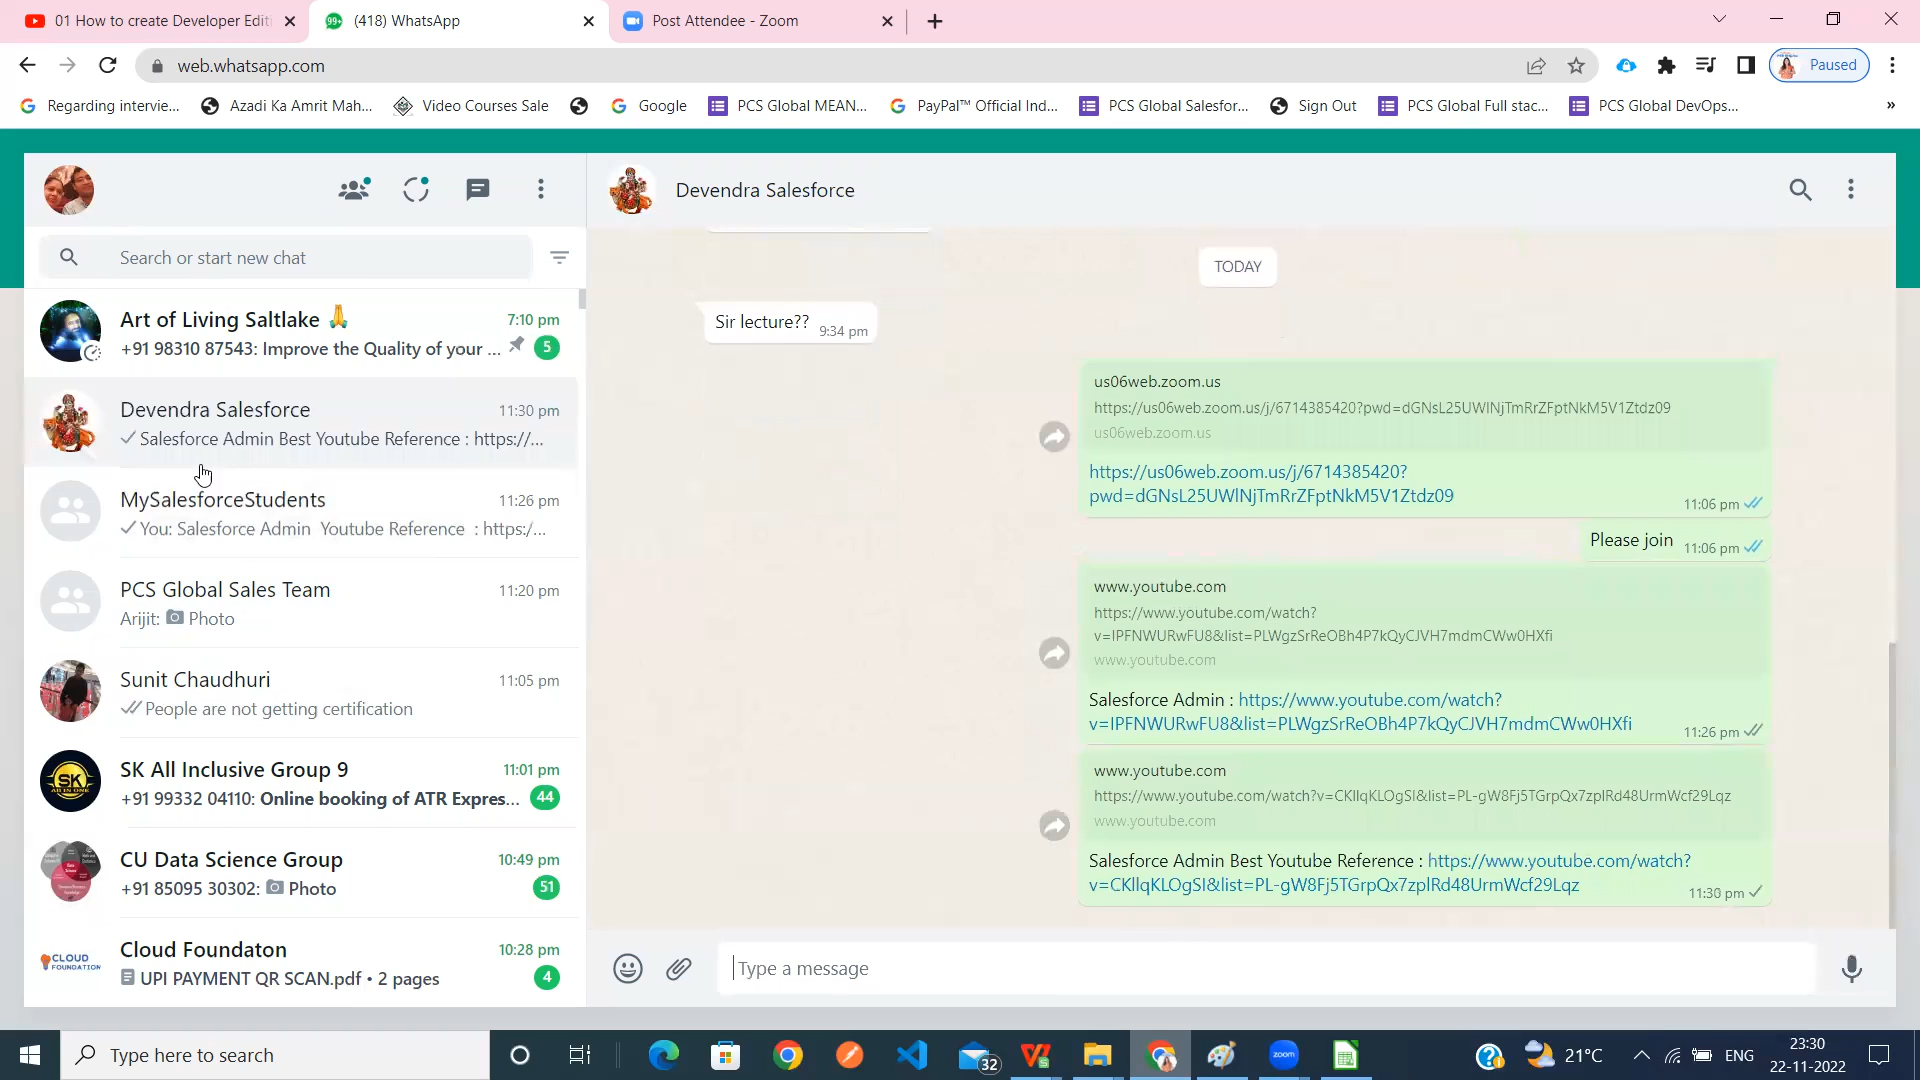 01 How to create Developer Editi
(418) WhatsApp
Post Attendee - Zoom
web.whatsapp.com
Paused
Regarding intervie...
Azadi Ka Amrit Mah...
Video Courses Sale
Google
PCS Global MEAN...
PayPal™ Official Ind...
PCS Global Salesfor...
Sign Out
PCS Global Full stac...
PCS Global DevOps...
»
Search or start new chat
Art of Living Saltlake 🙏
7:10 pm
+91 98310 87543: Improve the Quality of your ...
5
Devendra Salesforce
11:30 pm
Salesforce Admin Best Youtube Reference : https://...
MySalesforceStudents
11:26 pm
You: Salesforce Admin Youtube Reference : https:/...
PCS Global Sales Team
11:20 pm
Arijit: Photo
Sunit Chaudhuri
11:05 pm
People are not getting certification
SK All Inclusive Group 9
11:01 pm
+91 99332 04110: Online booking of ATR Expres...
44
CU Data Science Group
10:49 pm
+91 85095 30302: Photo
51
Cloud Foundaton
10:28 pm
UPI PAYMENT QR SCAN.pdf • 2 pages
4
SK
CLOUD
FOUNDATION
Devendra Salesforce
TODAY
Sir lecture?? 9:34 pm
us06web.zoom.us
https://us06web.zoom.us/j/6714385420?pwd=dGNsL25UWlNjTmRrZFptNkM5V1Ztdz09
us06web.zoom.us
https://us06web.zoom.us/j/6714385420?
pwd=dGNsL25UWlNjTmRrZFptNkM5V1Ztdz09
11:06 pm
Please join 11:06 pm
www.youtube.com
https://www.youtube.com/watch?
v=IPFNWURwFU8&list=PLWgzSrReOBh4P7kQyCJVH7mdmCWw0HXfi
www.youtube.com
Salesforce Admin : https://www.youtube.com/watch?
v=IPFNWURwFU8&list=PLWgzSrReOBh4P7kQyCJVH7mdmCWw0HXfi
11:26 pm
www.youtube.com
https://www.youtube.com/watch?v=CKllqKLOgSI&list=PL-gW8Fj5TGrpQx7zplRd48UrmWcf29Lqz
www.youtube.com
Salesforce Admin Best Youtube Reference : https://www.youtube.com/watch?
v=CKllqKLOgSI&list=PL-gW8Fj5TGrpQx7zplRd48UrmWcf29Lqz
11:30 pm
Type a message
Type here to search
32
zoom
21°C
ENG
23:30
22-11-2022